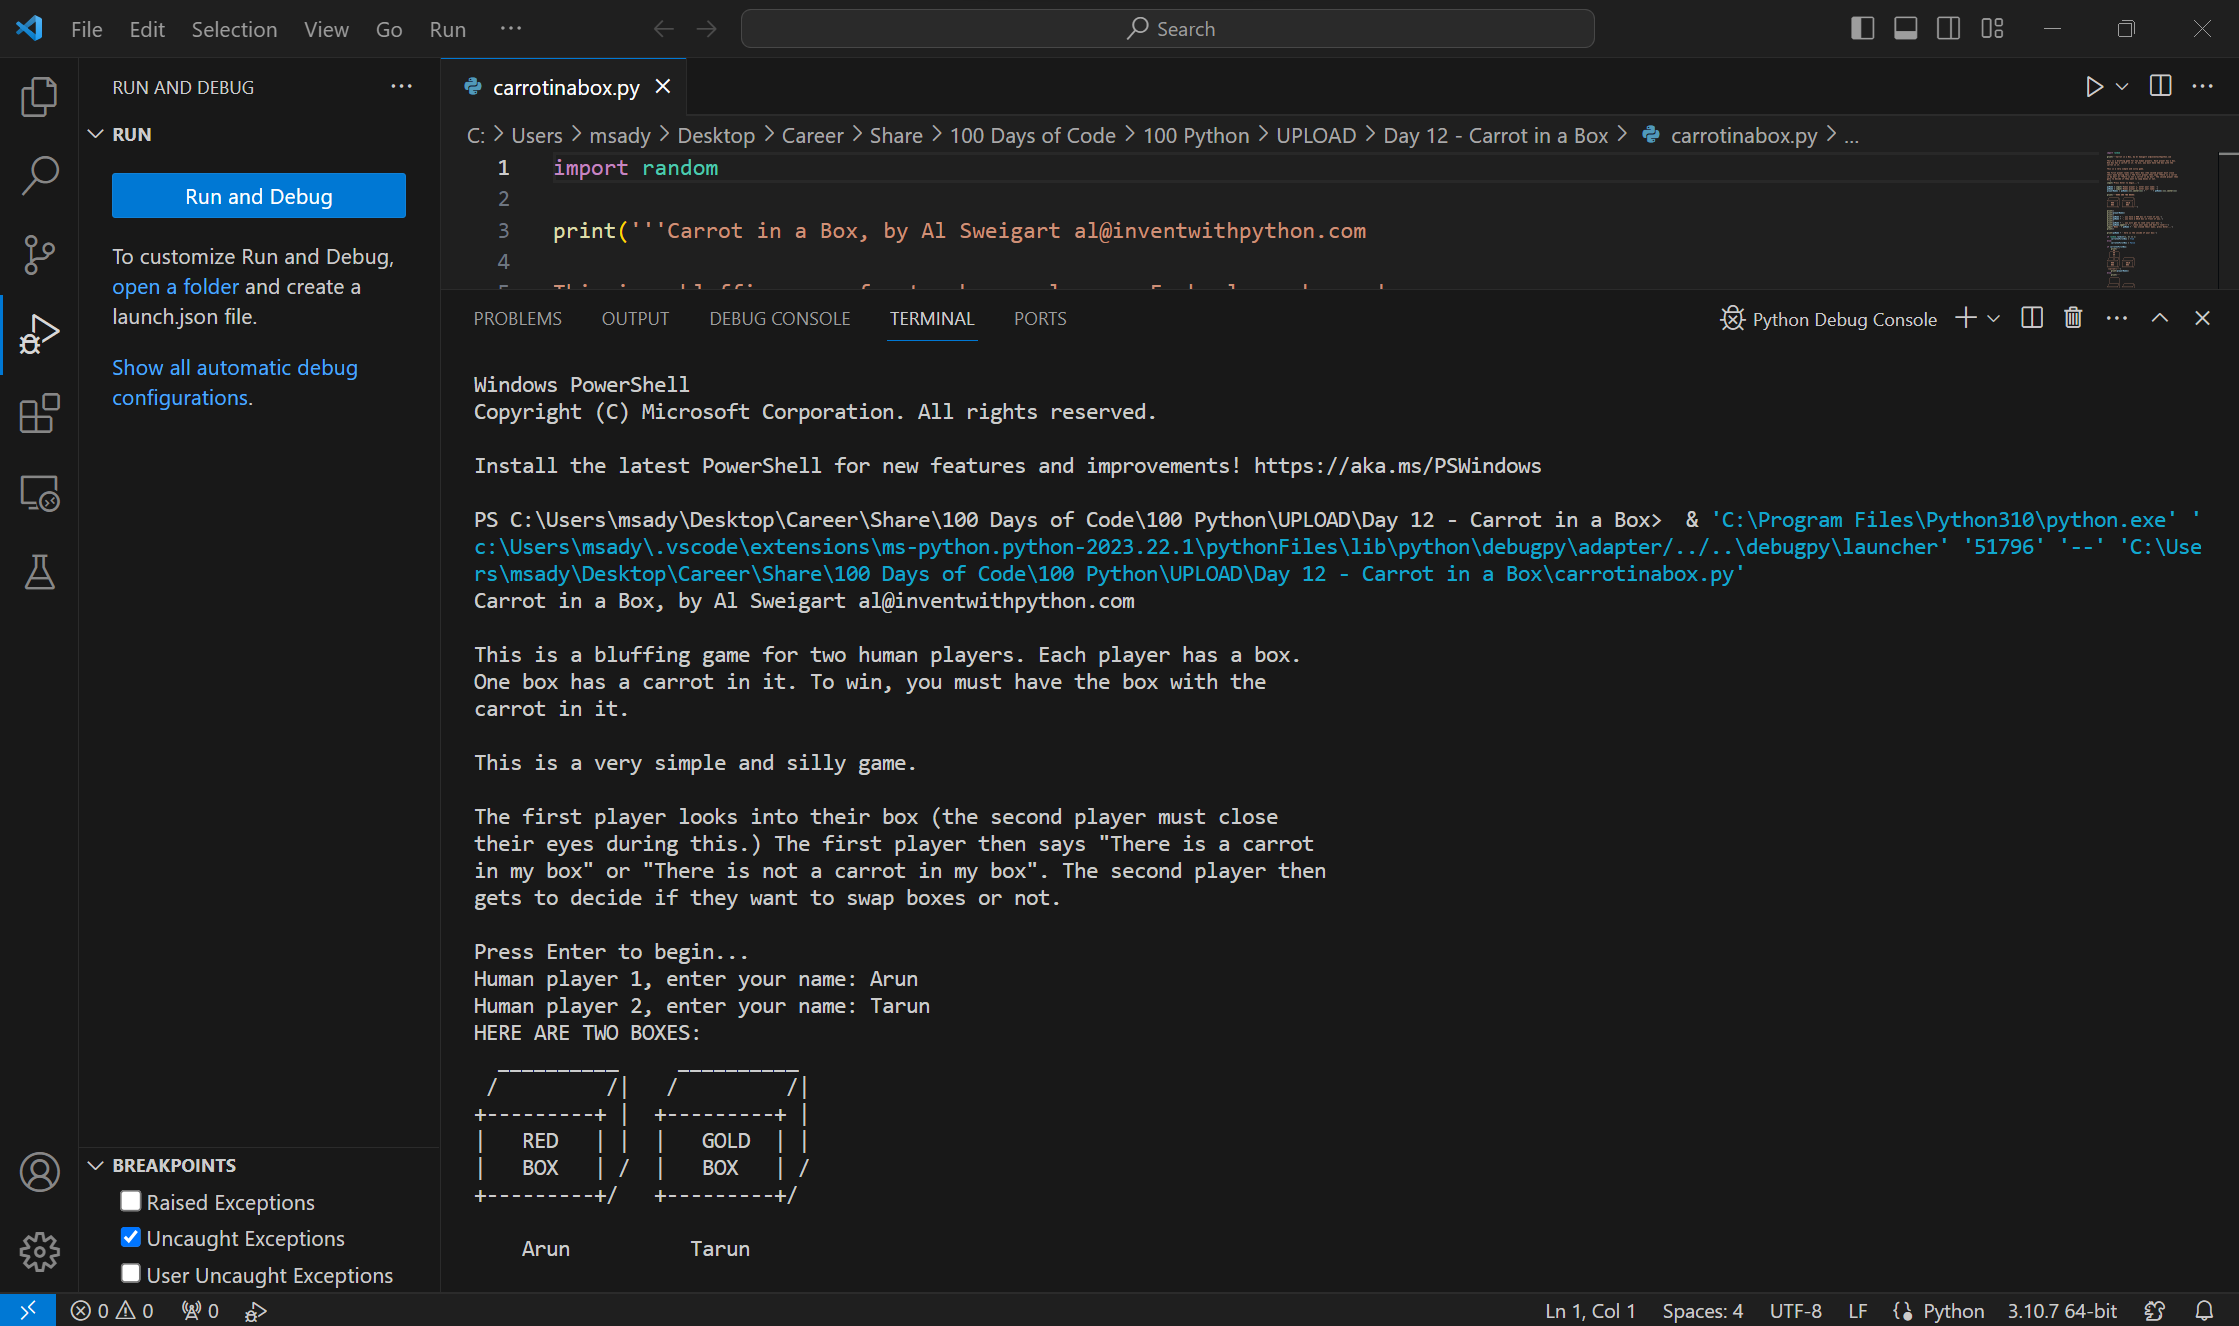 File Edit Selection View Go Run ···
Search
RUN AND DEBUG ···
RUN
Run and Debug
To customize Run and Debug,
open a folder and create a
launch.json file.
Show all automatic debug
configurations.
BREAKPOINTS
Raised Exceptions
Uncaught Exceptions
User Uncaught Exceptions
carrotinabox.py
C: > Users > msady > Desktop > Career > Share > 100 Days of Code > 100 Python > UPLOAD > Day 12 - Carrot in a Box > carrotinabox.py > ...
1 import random
2
3 print('''Carrot in a Box, by Al Sweigart al@inventwithpython.com
4
PROBLEMS OUTPUT DEBUG CONSOLE TERMINAL PORTS
Python Debug Console
Windows PowerShell
Copyright (C) Microsoft Corporation. All rights reserved.
Install the latest PowerShell for new features and improvements! https://aka.ms/PSWindows
PS C:\Users\msady\Desktop\Career\Share\100 Days of Code\100 Python\UPLOAD\Day 12 - Carrot in a Box>  & 'C:\Program Files\Python310\python.exe' '
c:\Users\msady\.vscode\extensions\ms-python.python-2023.22.1\pythonFiles\lib\python\debugpy\adapter/../..\debugpy\launcher' '51796' '--' 'C:\Use
rs\msady\Desktop\Career\Share\100 Days of Code\100 Python\UPLOAD\Day 12 - Carrot in a Box\carrotinabox.py'
Carrot in a Box, by Al Sweigart al@inventwithpython.com
This is a bluffing game for two human players. Each player has a box.
One box has a carrot in it. To win, you must have the box with the
carrot in it.
This is a very simple and silly game.
The first player looks into their box (the second player must close
their eyes during this.) The first player then says "There is a carrot
in my box" or "There is not a carrot in my box". The second player then
gets to decide if they want to swap boxes or not.
Press Enter to begin...
Human player 1, enter your name: Arun
Human player 2, enter your name: Tarun
HERE ARE TWO BOXES:
  __________     __________
 /         /|   /         /|
+---------+ |  +---------+ |
|   RED   | |  |   GOLD  | |
|   BOX   | /  |   BOX   | /
+---------+/   +---------+/
    Arun          Tarun
0 0 0
Ln 1, Col 1 Spaces: 4 UTF-8 LF Python 3.10.7 64-bit